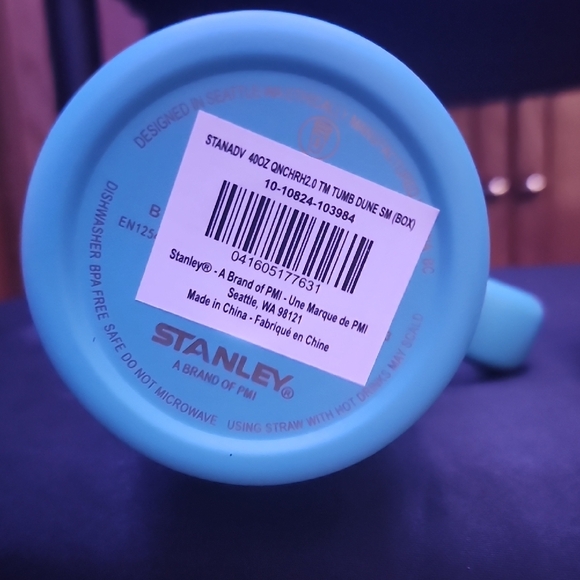 DESIGNED IN SEATTLE
STANADV 40OZ QNCHRH2.0 TM TUMB DUNE SM (BOX)
10-10824-103984
041605177631
Stanley® - A Brand of PMI - Une Marque de PMI
Seattle, WA 98121
Made in China - Fabriqué en Chine
B
EN125
STANLEY®
A BRAND OF PMI
DISHWASHER SAFE DO NOT MICROWAVE
BPA FREE
USING STRAW WITH HOT DRINKS MAY SCALD